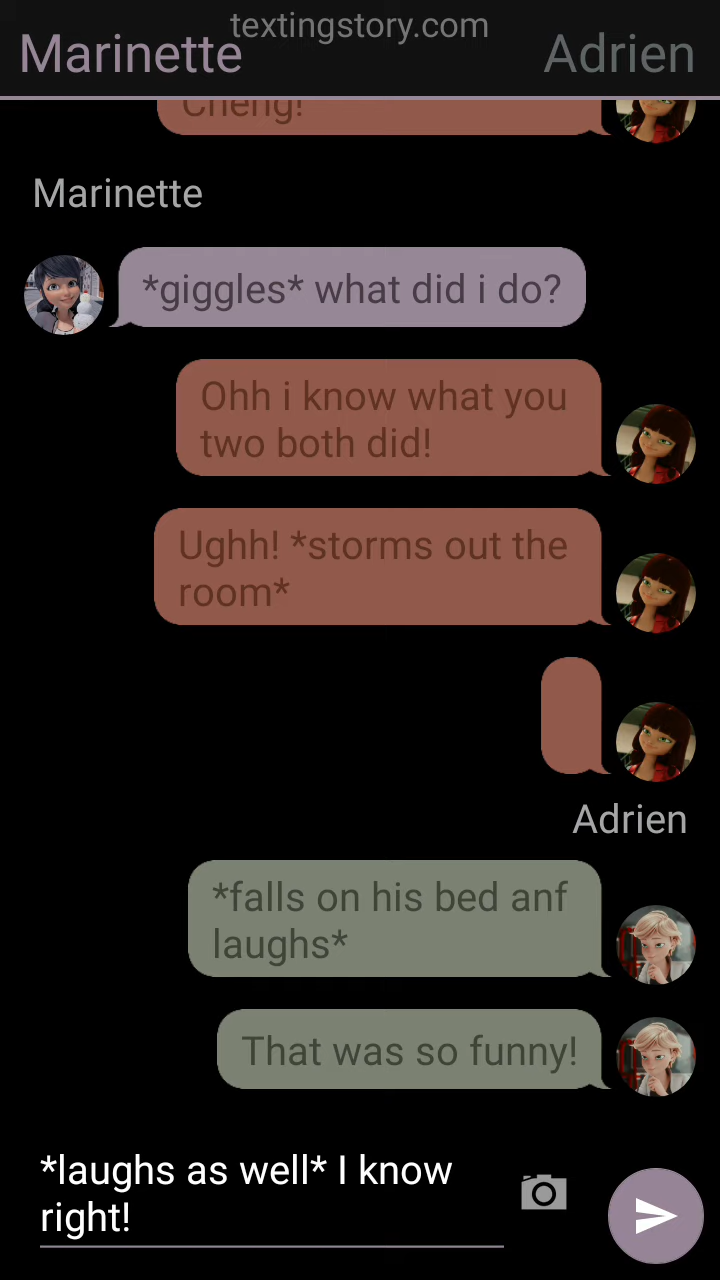 textingstory.com
Marinette Adrien
Cheng!
Marinette
*giggles* what did i do?
Ohh i know what you
two both did!
Ughh! *storms out the
room*
Adrien
*falls on his bed anf
laughs*
That was so funny!
*laughs as well* I know
right!